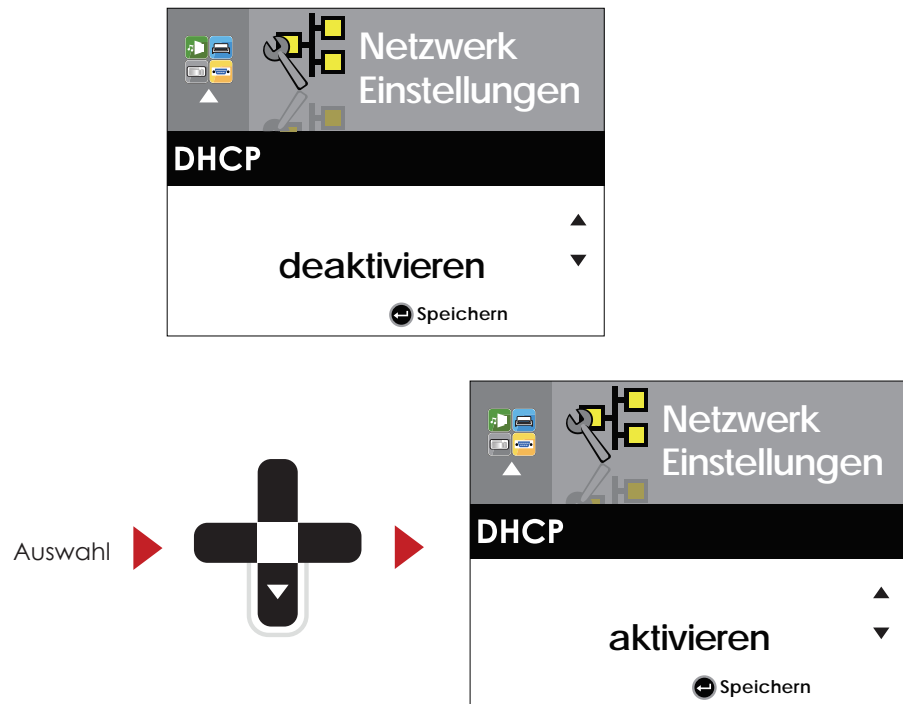 Netzwerk
Einstellungen
DHCP
deaktivieren
Speichern
Auswahl
Netzwerk
Einstellungen
DHCP
aktivieren
Speichern